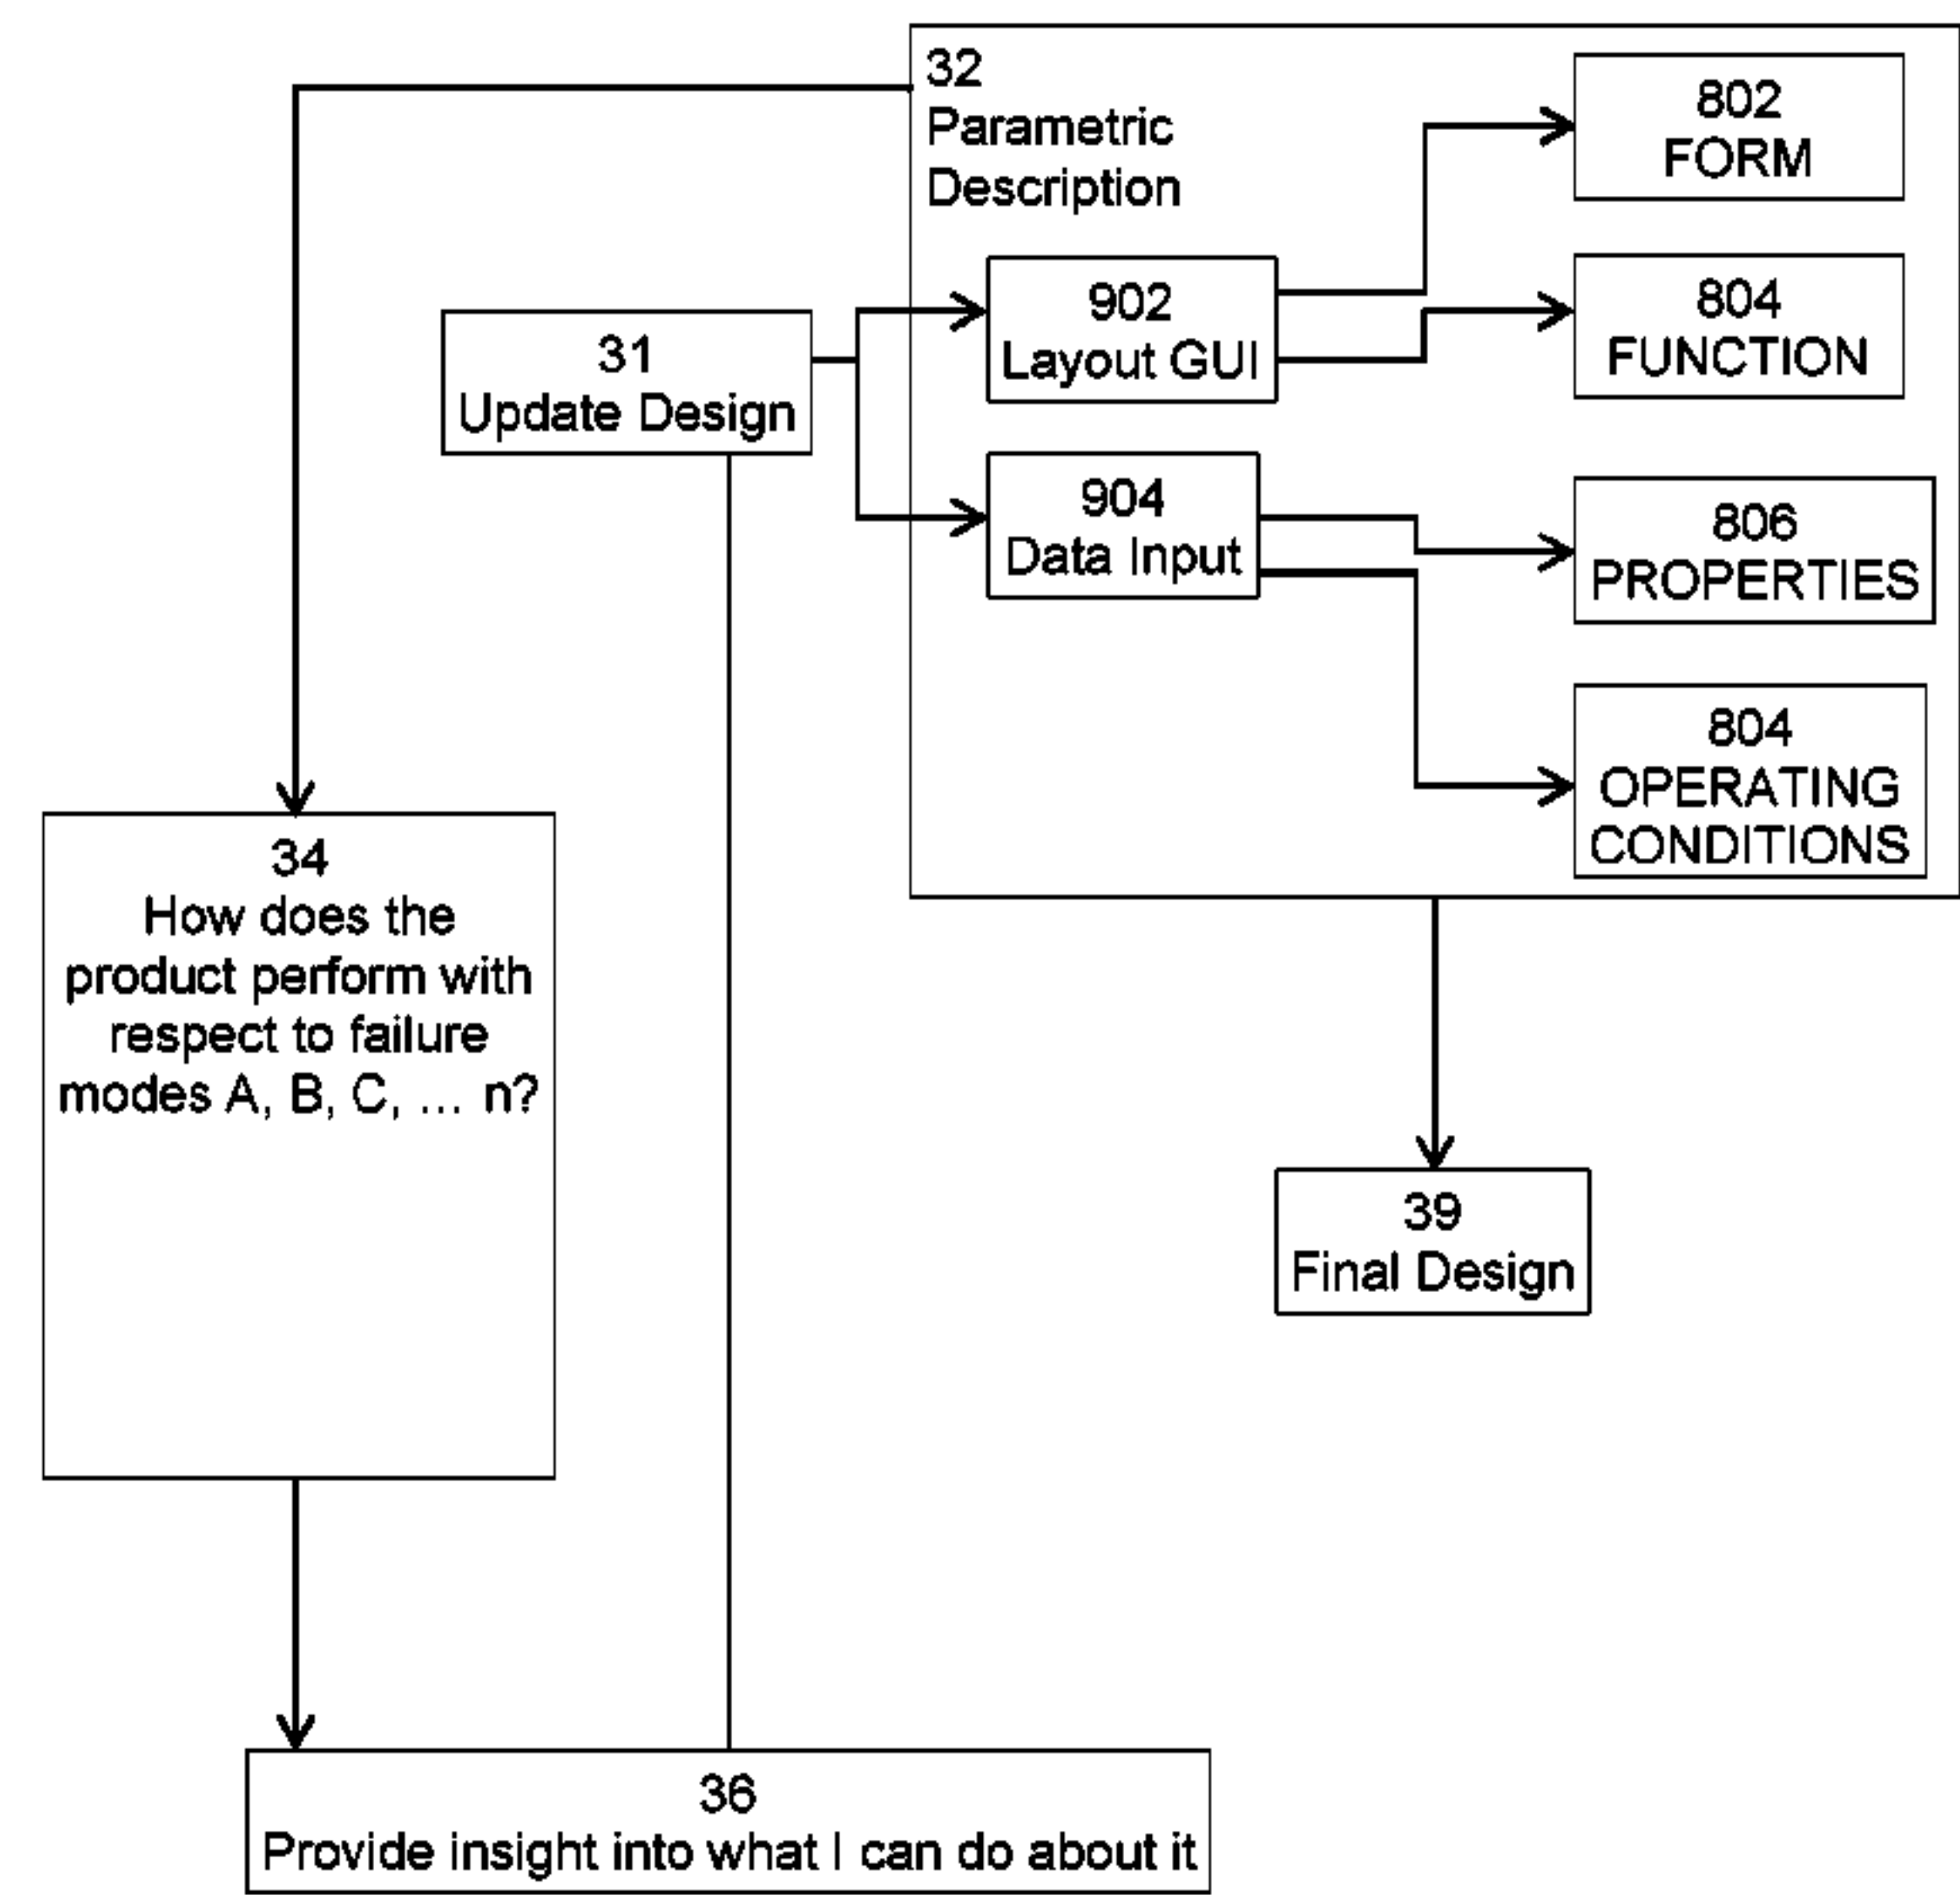 32
Parametric
Description
802
FORM
804
FUNCTION
902
Layout GUI
31
Update Design
904
Data Input
806
PROPERTIES
804
OPERATING
CONDITIONS
34
How does the
product perform with
respect to failure
modes A, B, C, ... n?
39
Final Design
36
Provide insight into what I can do about it